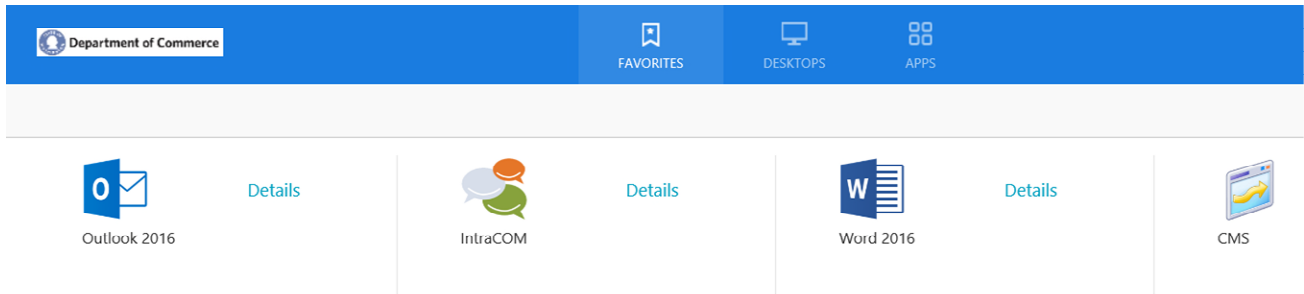 Department of Commerce
FAVORITES
DESKTOPS
APPS
Details
Details
Details
Outlook 2016
IntraCOM
Word 2016
CMS